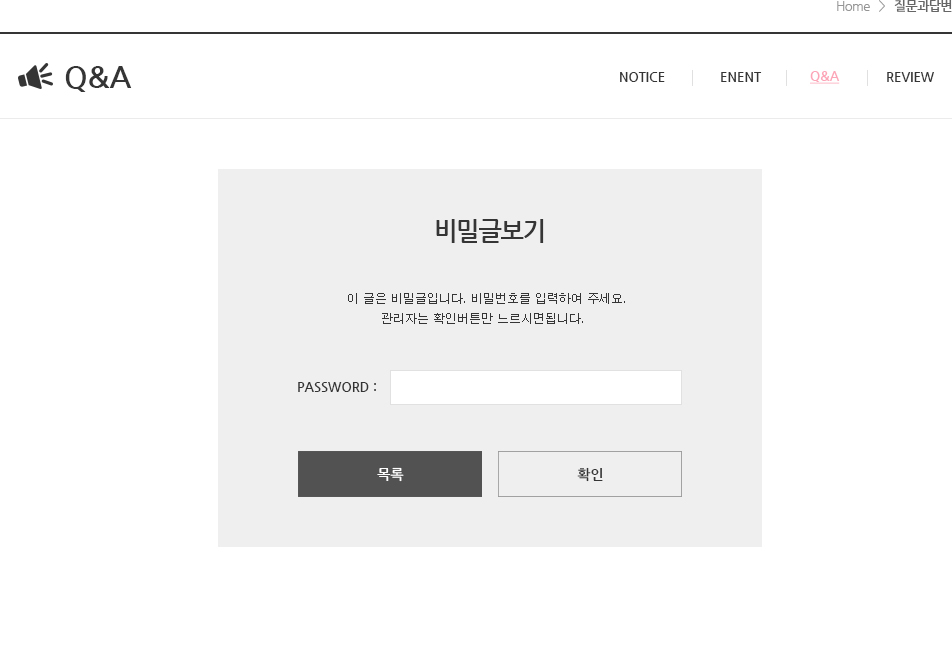 Home > 질문과답변
Q&A
NOTICE
ENENT
Q&A
REVIEW
비밀글보기
이 글은 비밀글입니다. 비밀번호를 입력하여 주세요.
관리자는 확인버튼만 느르시면됩니다.
PASSWORD :
목록
확인